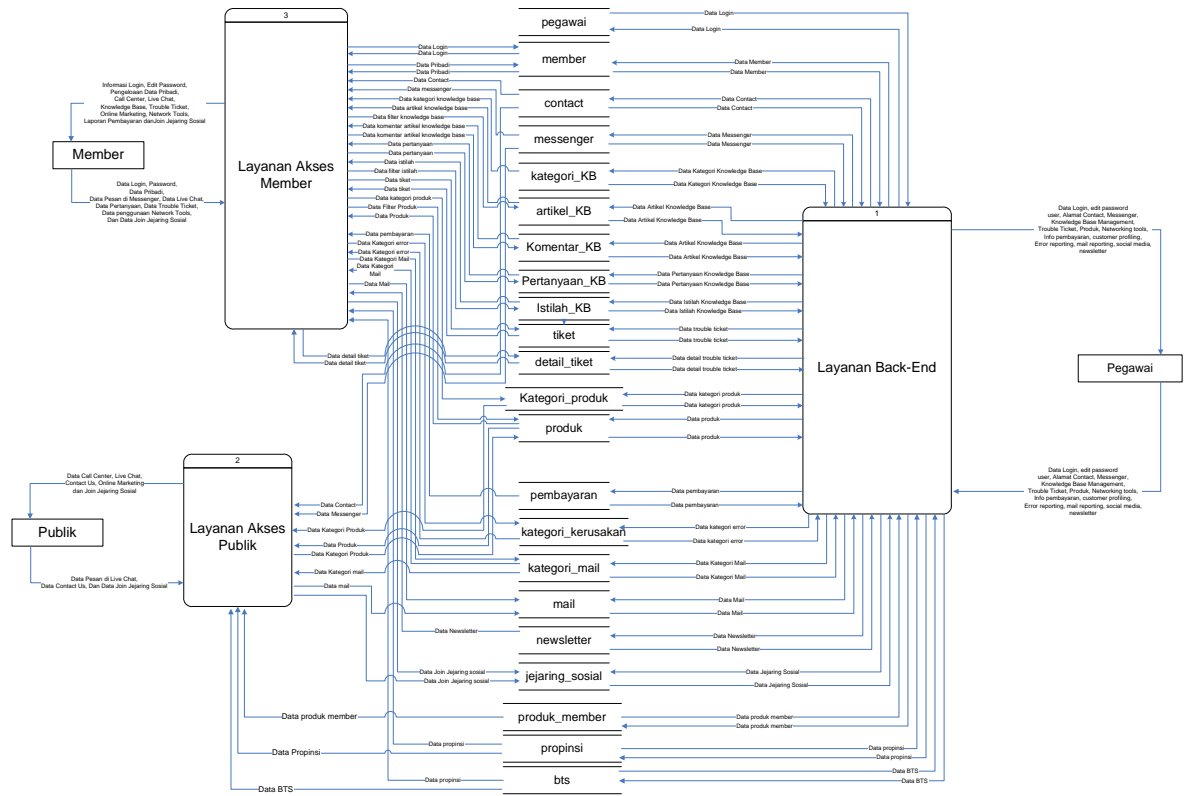 3
Layanan Akses
Member
Informasi Login, Edit Password,
Pengeloaan Data Pribadi,
Call Center, Live Chat,
Knowledge Base, Trouble Ticket,
Online Marketing, Network Tools,
Laporan Pembayaran danJoin Jejaring Sosial
Member
Data Login, Password,
Data Pribadi,
Data Pesan di Messenger, Data Live Chat,
Data Pertanyaan, Data Trouble Ticket,
Data penggunaan Network Tools,
Dan Data Join Jejaring Sosial
Data Login
Data Login
Data Pribadi
Data Pribadi
Data Contact
Data messenger
Data kategori knowledge base
Data artikel knowledge base
Data filter knowledge base
Data komentar artikel knowledge base
Data komentar artikel knowledge base
Data pertanyaan
Data pertanyaan
Data istilah
Data filter istilah
Data tiket
Data tiket
Data kategori produk
Data Filter Produk
Data Produk
Data pembayaran
Data Kategori error
Data Kategori error
Data Kategori Mail
Data Kategori
Mail
Data Mail
Data detail tiket
Data detail tiket
2
Layanan Akses
Publik
Data Call Center, Live Chat,
Contact Us, Online Marketing
dan Join Jejaring Sosial
Publik
Data Pesan di Live Chat,
Data Contact Us, Dan Data Join Jejaring Sosial
Data Contact
Data Messenger
Data Kategori Produk
Data Produk
Data Kategori Produk
Data Kategori mail
Data mail
Data Newsletter
Data Join Jejaring sosial
Data Join Jejaring sosial
Data produk member
Data propinsi
Data Propinsi
Data propinsi
Data BTS
pegawai
member
contact
messenger
kategori_KB
artikel_KB
Komentar_KB
Pertanyaan_KB
Istilah_KB
tiket
detail_tiket
Kategori_produk
produk
pembayaran
kategori_kerusakan
kategori_mail
mail
newsletter
jejaring_sosial
produk_member
propinsi
bts
Data Login
Data Login
Data Member
Data Member
Data Contact
Data Contact
Data Messenger
Data Messenger
Data Kategori Knowledge Base
Data Kategori Knowledge Base
Data Artikel Knowledge Base
Data Artikel Knowledge Base
Data Artikel Knowledge Base
Data Artikel Knowledge Base
Data Pertanyaan Knowledge Base
Data Pertanyaan Knowledge Base
Data Istilah Knowledge Base
Data Istilah Knowledge Base
Data trouble ticket
Data trouble ticket
Data detail trouble ticket
Data detail trouble ticket
Data kategori produk
Data kategori produk
Data produk
Data produk
Data pembayaran
Data pembayaran
Data kategori error
Data kategori error
Data Kategori Mail
Data Kategori Mail
Data Mail
Data Mail
Data Newsletter
Data Newsletter
Data Jejaring Sosial
Data Jejaring Sosial
Data produk member
Data produk member
Data propinsi
Data propinsi
Data BTS
Data BTS
1
Layanan Back-End
Data Login, edit password
user, Alamat Contact, Messenger,
Knowledge Base Management,
Trouble Ticket, Produk, Networking tools,
Info pembayaran, customer profiling,
Error reporting, mail reporting, social media,
newsletter
Pegawai
Data Login, edit password
user, Alamat Contact, Messenger,
Knowledge Base Management,
Trouble Ticket, Produk, Networking tools,
Info pembayaran, customer profiling,
Error reporting, mail reporting, social media,
newsletter